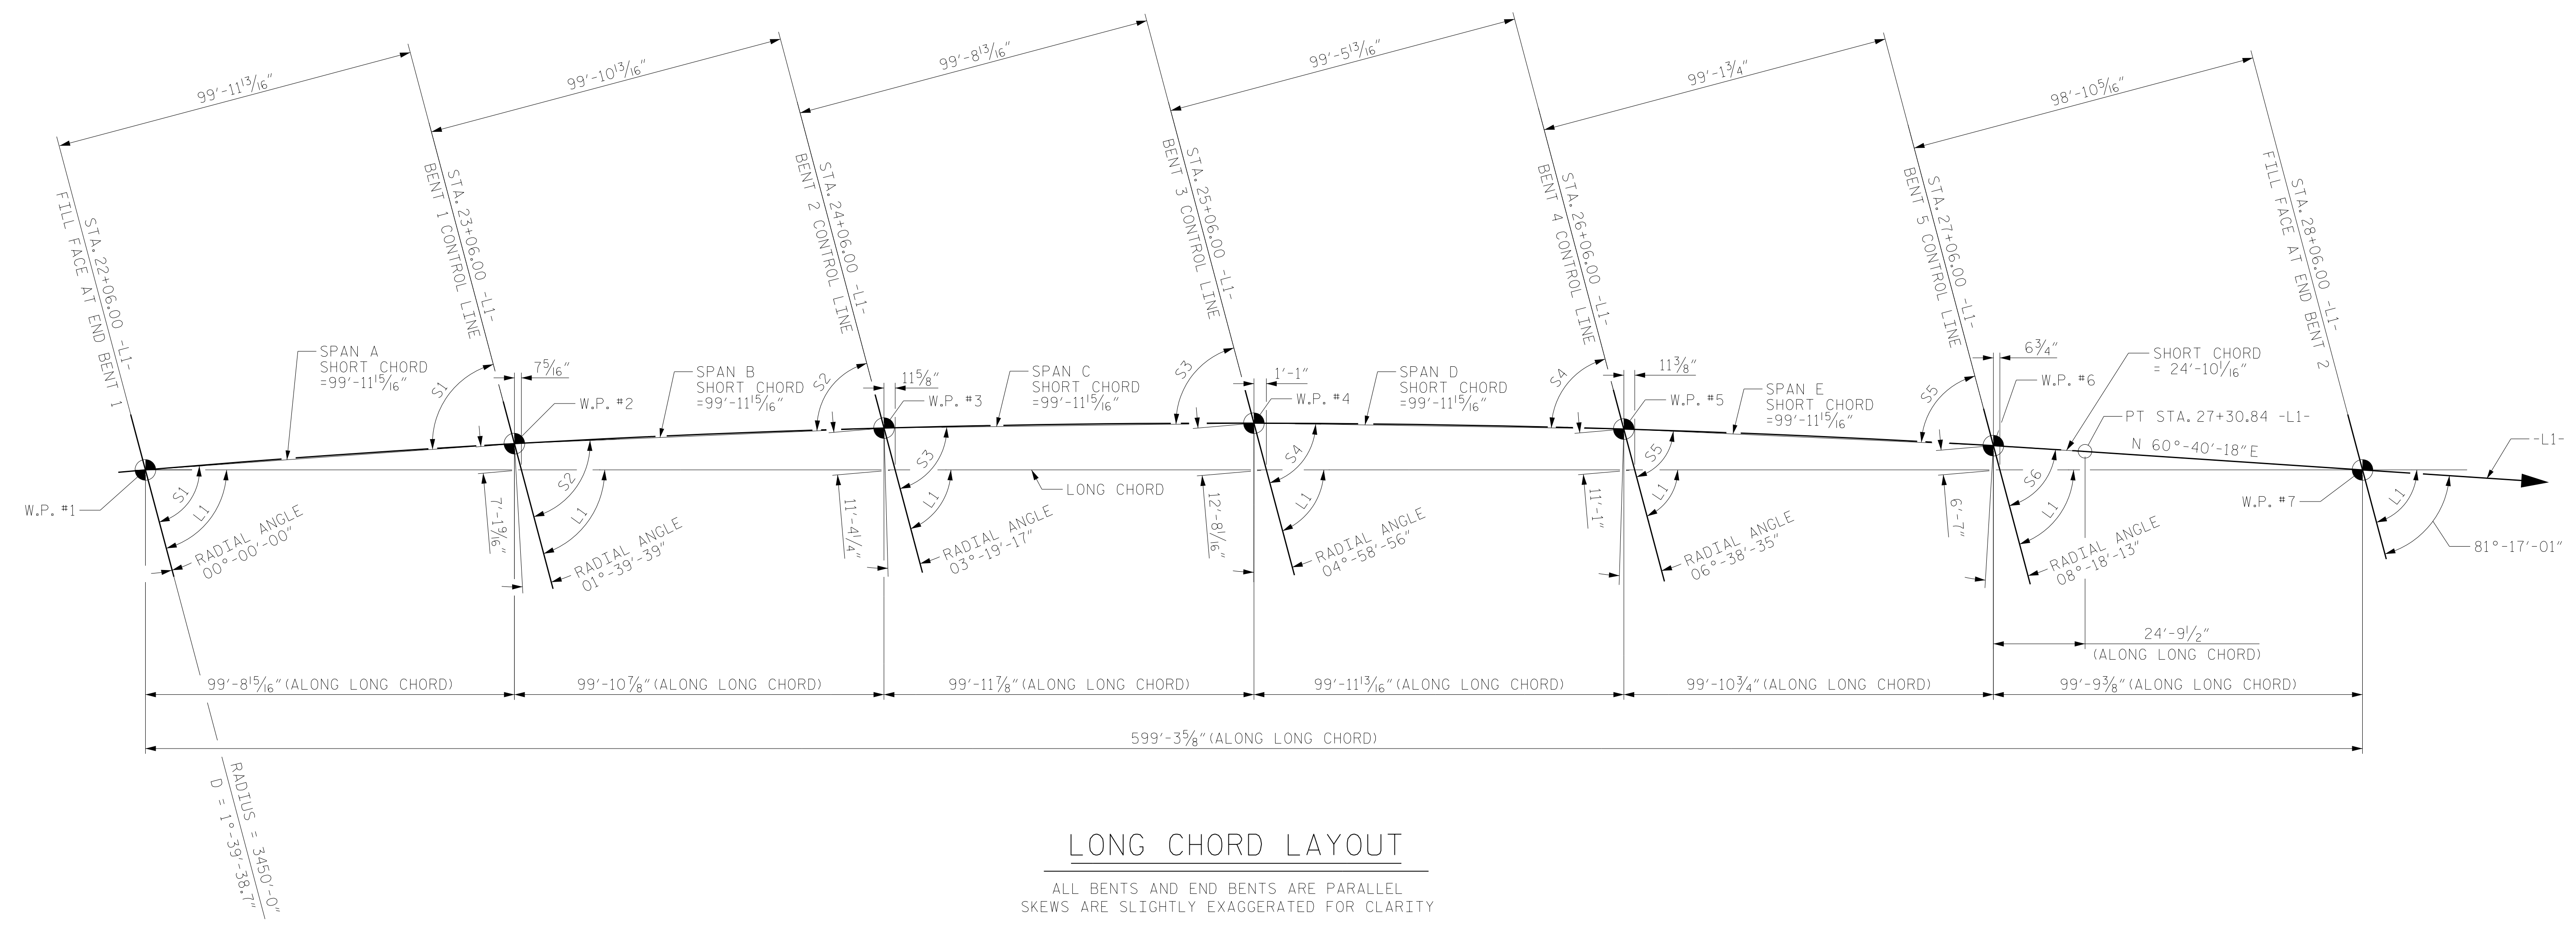 99'-11 13/16"
99'-10 13/16"
99'-8 13/16"
99'-5 13/16"
99'-1 3/4"
98'-10 5/16"
STA. 22+06.00 -L1-
FILL FACE AT END BENT 1
STA. 23+06.00 -L1-
BENT 1 CONTROL LINE
STA. 24+06.00 -L1-
BENT 2 CONTROL LINE
STA. 25+06.00 -L1-
BENT 3 CONTROL LINE
STA. 26+06.00 -L1-
BENT 4 CONTROL LINE
STA. 27+06.00 -L1-
BENT 5 CONTROL LINE
STA. 28+06.00 -L1-
FILL FACE AT END BENT 2
SPAN A
SHORT CHORD
=99'-11 15/16"
S1
7 5/16"
W.P. #2
SPAN B
SHORT CHORD
=99'-11 15/16"
S2
11 5/8"
W.P. #3
SPAN C
SHORT CHORD
=99'-11 15/16"
S3
1'-1"
W.P. #4
SPAN D
SHORT CHORD
=99'-11 15/16"
S4
11 3/8"
W.P. #5
SPAN E
SHORT CHORD
=99'-11 15/16"
S5
6 3/4"
W.P. #6
SHORT CHORD
= 24'-10 1/16"
PT STA. 27+30.84 -L1-
N 60°-40'-18" E
-L1-
W.P. #1
S1
L1
RADIAL ANGLE
00°-00'-00"
7'-1 9/16"
S2
L1
RADIAL ANGLE
01°-39'-39"
11'-4 1/4"
S3
L1
RADIAL ANGLE
03°-19'-17"
LONG CHORD
12'-8 1/16"
S4
L1
RADIAL ANGLE
04°-58'-56"
11'-1"
S5
L1
RADIAL ANGLE
06°-38'-35"
6'-7"
S6
L1
RADIAL ANGLE
08°-18'-13"
W.P. #7
L1
81°-17'-01"
24'-9 1/2"
(ALONG LONG CHORD)
99'-8 15/16" (ALONG LONG CHORD)
99'-10 7/8" (ALONG LONG CHORD)
99'-11 7/8" (ALONG LONG CHORD)
99'-11 13/16" (ALONG LONG CHORD)
99'-10 3/4" (ALONG LONG CHORD)
99'-9 3/8" (ALONG LONG CHORD)
599'-3 5/8" (ALONG LONG CHORD)
RADIUS = 3450'-0"
D = 1°-39'-38.7"
LONG CHORD LAYOUT
ALL BENTS AND END BENTS ARE PARALLEL
SKEWS ARE SLIGHTLY EXAGGERATED FOR CLARITY